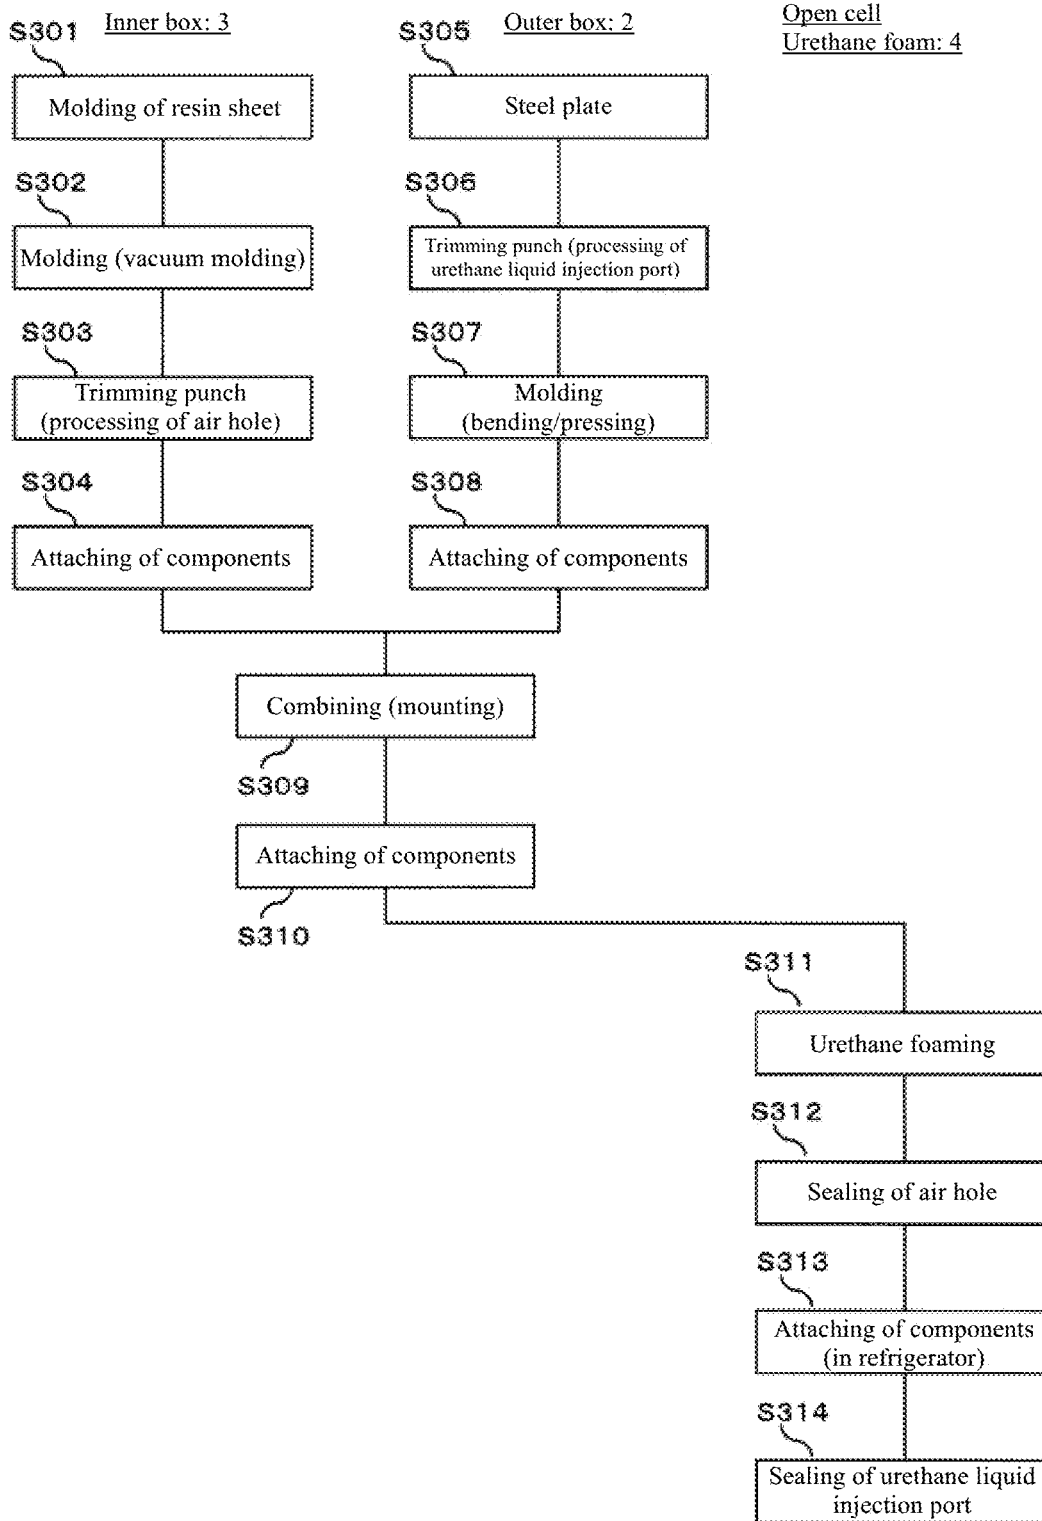 Inner box: 3
Outer box: 2
Open cell
Urethane foam: 4
S301
Molding of resin sheet
S305
Steel plate
S302
Molding (vacuum molding)
S306
Trimming punch (processing of
urethane liquid injection port)
S303
Trimming punch
(processing of air hole)
S307
Molding
(bending/pressing)
S304
Attaching of components
S308
Attaching of components
Combining (mounting)
S309
Attaching of components
S310
S311
Urethane foaming
S312
Sealing of air hole
S313
Attaching of components
(in refrigerator)
S314
Sealing of urethane liquid
injection port